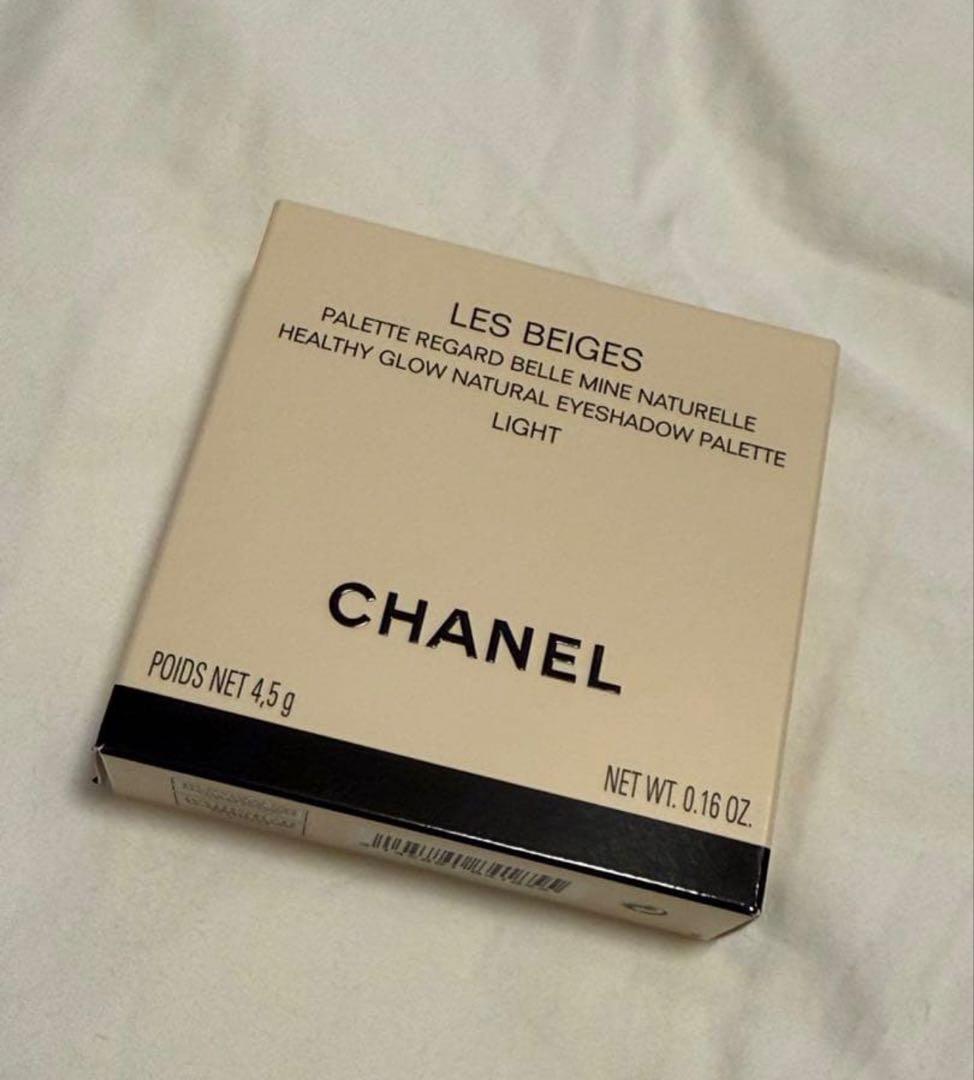 LES BEIGES
PALETTE REGARD BELLE MINE NATURELLE
HEALTHY GLOW NATURAL EYESHADOW PALETTE
LIGHT
CHANEL
POIDS NET 4,5 g
NET WT. 0.16 OZ.